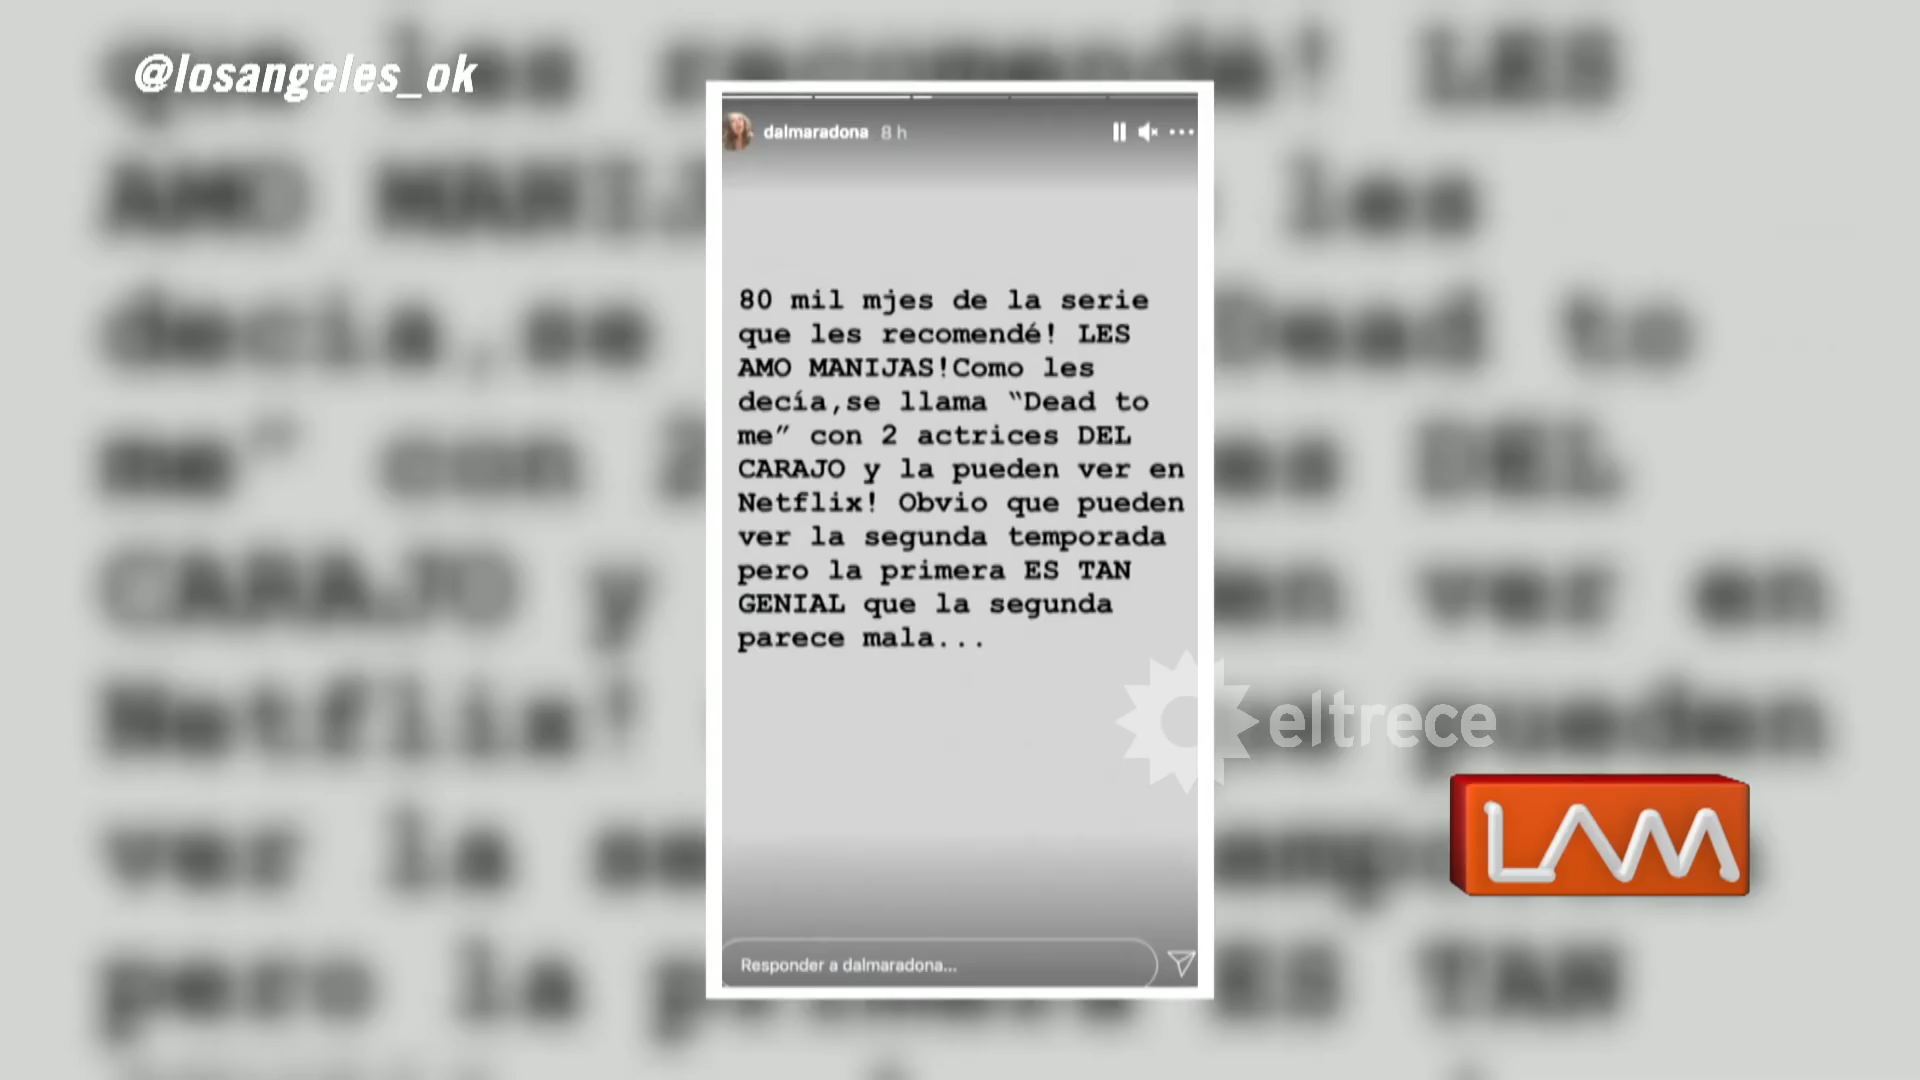 @losangeles_ok
dalmaradona 8 h
80 mil mjes de la serie
que les recomendé! LES
AMO MANIJAS!Como les
decía,se llama “Dead to
me” con 2 actrices DEL
CARAJO y la pueden ver en
Netflix! Obvio que pueden
ver la segunda temporada
pero la primera ES TAN
GENIAL que la segunda
parece mala...
eltrece
LAM
Responder a dalmaradona...